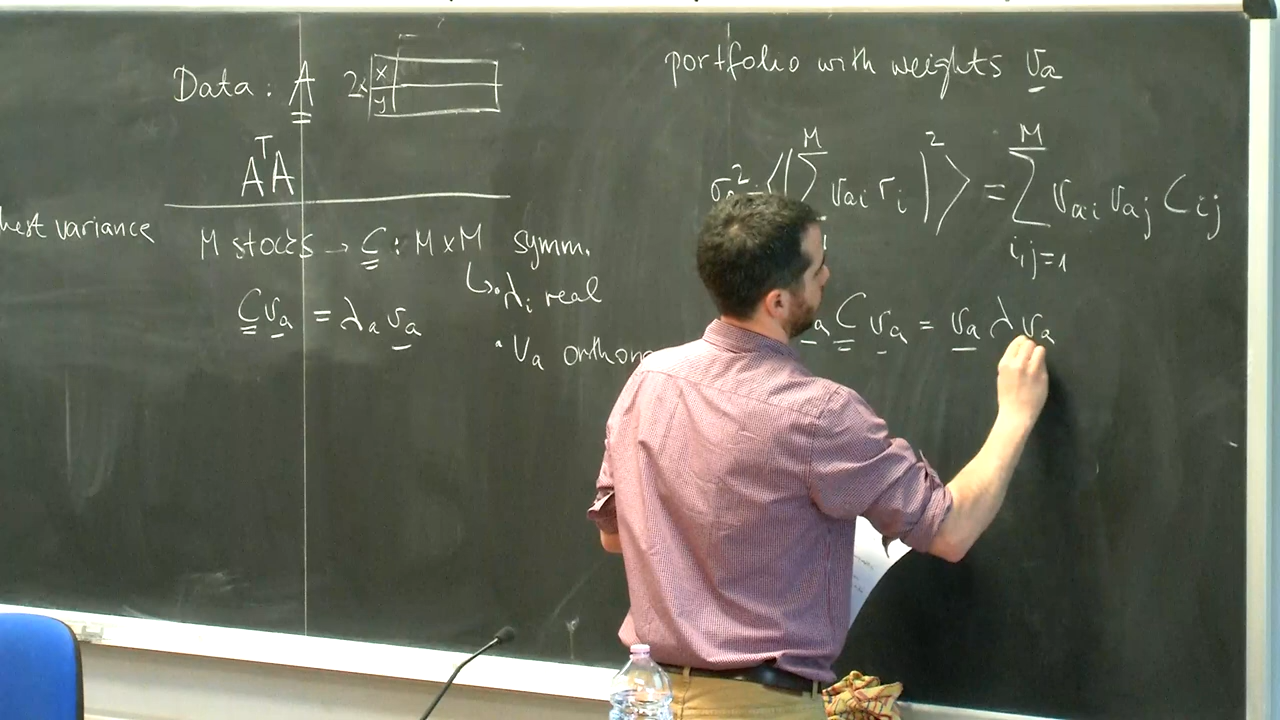 Data : A 2x x
y
AᵀA
hest variance
M stocks → C : M x M symm.
↳ · λi real
C va = λa va
· va orthon
portfolio with weights va
σa² = ⟨|∑ᴹ vai ri|²⟩ = ∑ᴹ i,j=1 vai vaj Cij
a C va = va λ va